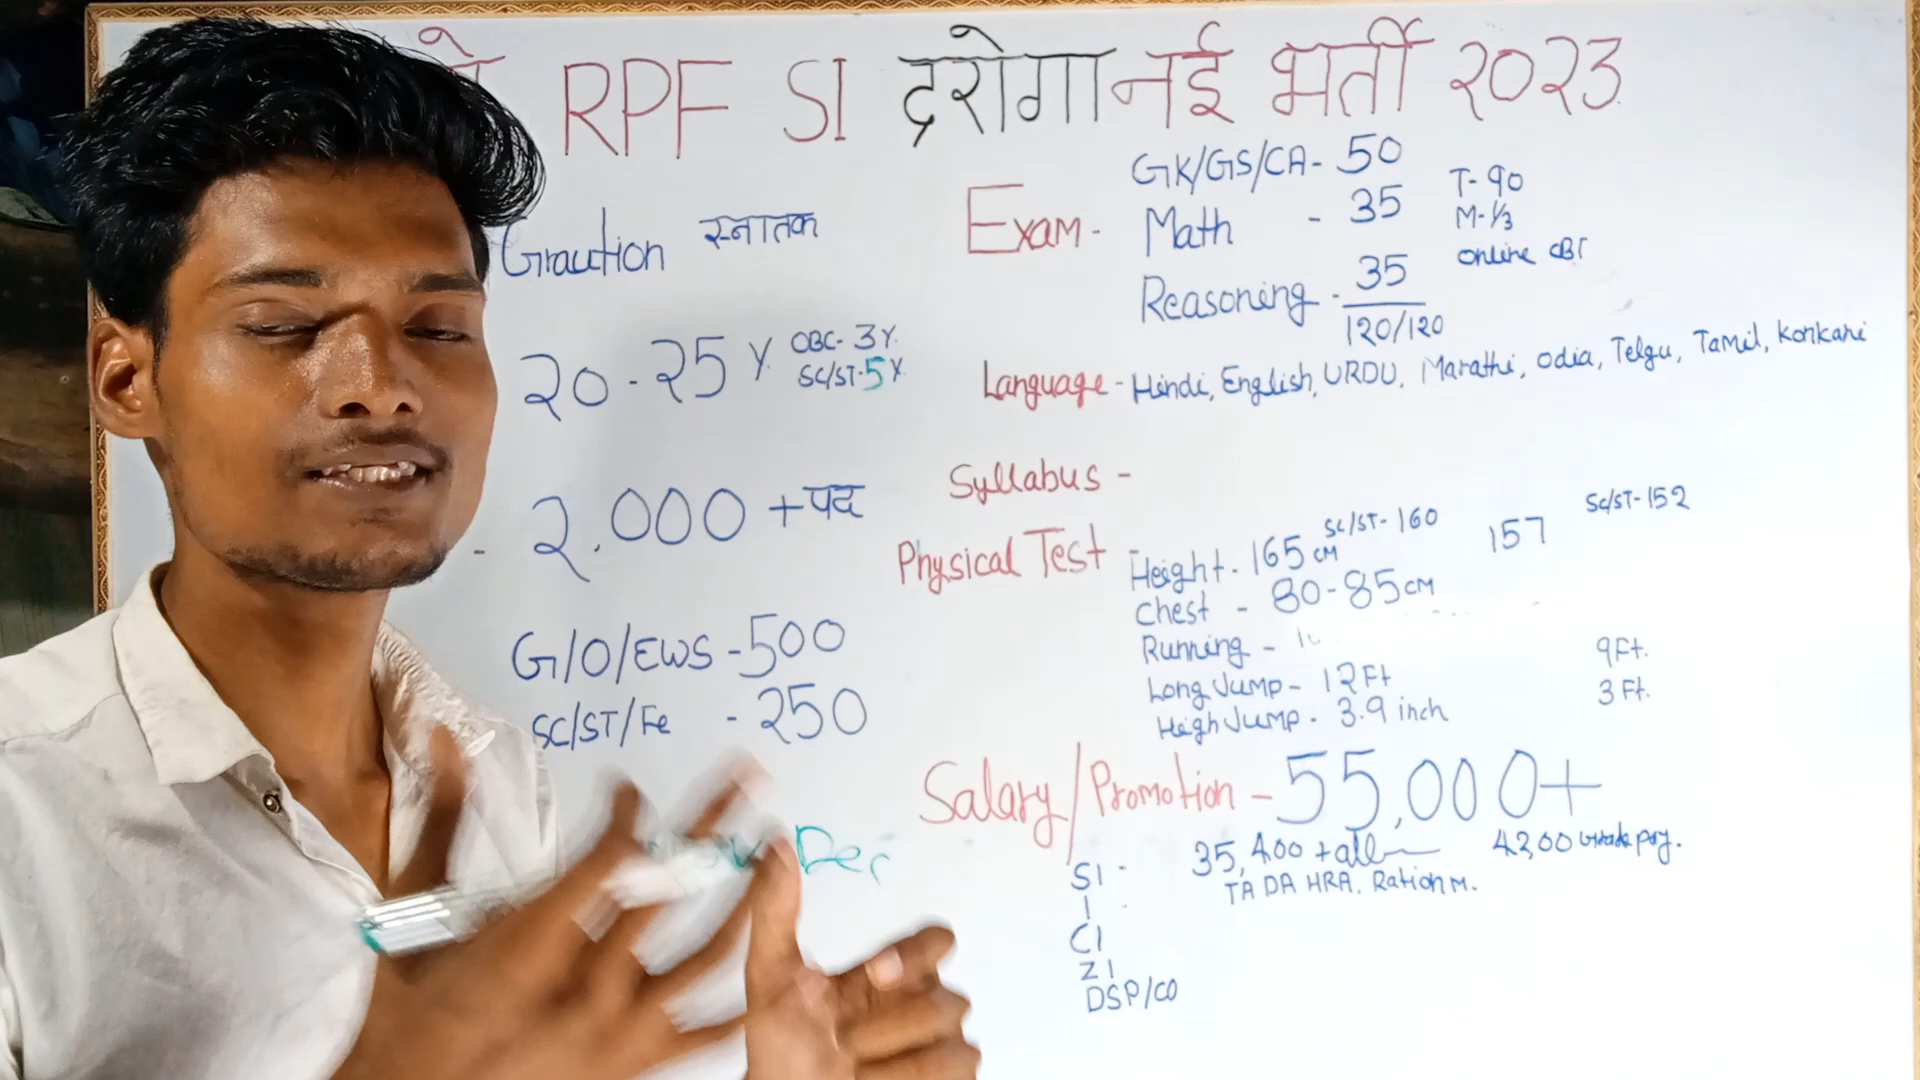 RPF SI दरोगा नई भर्ती २०२३
Graution स्नातक
20-25 Y. OBC- 3 Y.
SC/ST-5 Y.
2,000 + पद
G/O/EWS -500
SC/ST/Fe - 250
Dec
Exam - GK/GS/CA- 50
Math - 35
Reasoning - 35
120/120
T- 90
M-1/3
online CBT
Language - Hindi, English, URDU, Marathi, Odia, Telgu, Tamil, Konkani
Syllabus -
Physical Test Height - 165 CM SC/ST- 160 157 SC/ST-152
Chest - 80-85 CM
Running -
Long Jump - 12 Ft 9 Ft.
Heigh Jump - 3.9 inch 3 Ft.
Salary/Promotion - 55,000+
SI - 35,400 + all 4200 Grade pay.
TA DA HRA. Ration M.
I -
CI
ZI
DSP/CO